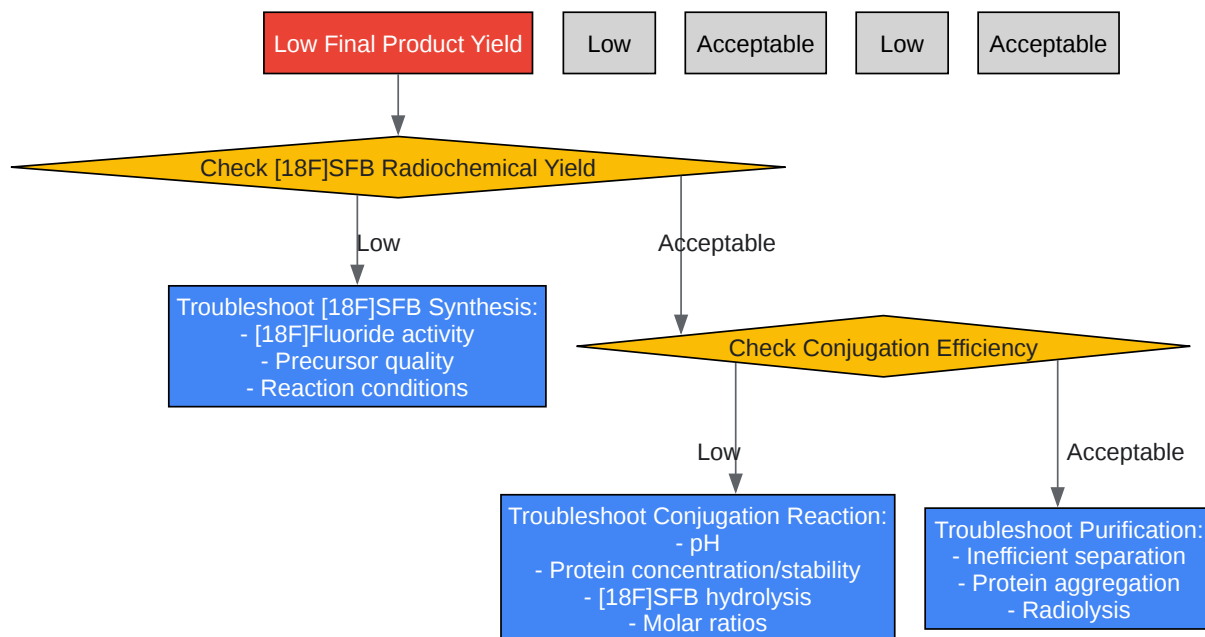 Low Final Product Yield
Low
Acceptable
Low
Acceptable
Check [18F]SFB Radiochemical Yield
Low
Acceptable
Troubleshoot [18F]SFB Synthesis:
- [18F]Fluoride activity
- Precursor quality
- Reaction conditions
Check Conjugation Efficiency
Low
Acceptable
Troubleshoot Conjugation Reaction:
- pH
- Protein concentration/stability
- [18F]SFB hydrolysis
- Molar ratios
Troubleshoot Purification:
- Inefficient separation
- Protein aggregation
- Radiolysis